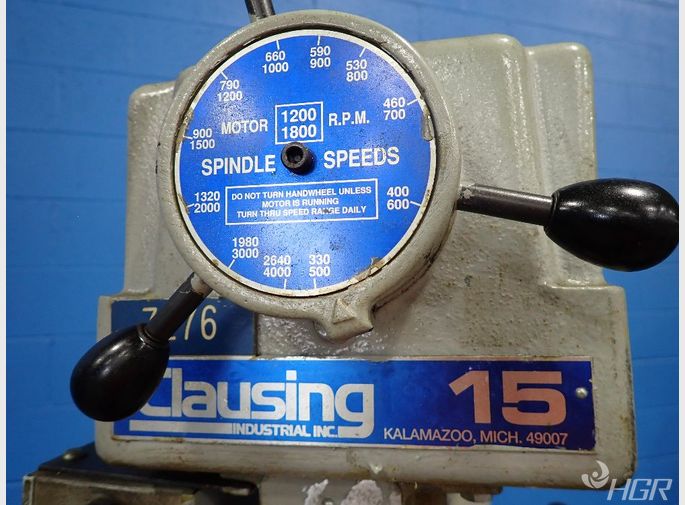 590
900
660
1000
530
800
790
1200
460
700
MOTOR 1200 R.P.M.
1800
900
1500
SPINDLE SPEEDS
DO NOT TURN HANDWHEEL UNLESS
MOTOR IS RUNNING
TURN THRU SPEED RANGE DAILY
1320
2000
400
600
1980
3000
2640
4000
330
500
7276
Clausing
INDUSTRIAL INC.
15
KALAMAZOO, MICH. 49007
HGR